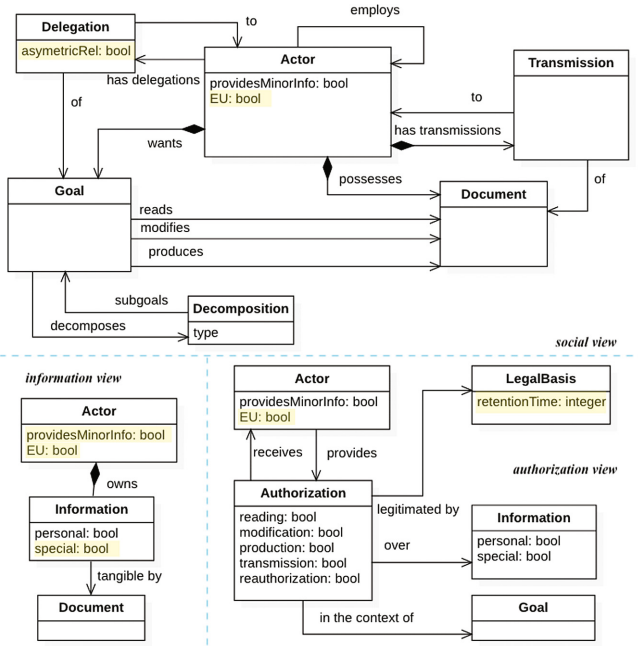 employs
Delegation
to
asymetricRel: bool
Actor
Transmission
has delegations
providesMinorInfo: bool
EU: bool
of
to
has transmissions
wants
possesses
of
Goal
Document
reads
modifies
produces
subgoals
Decomposition
decomposes
type
social view
information view
Actor
providesMinorInfo: bool
EU: bool
owns
Information
personal: bool
special: bool
tangible by
Document
Actor
providesMinorInfo: bool
EU: bool
LegalBasis
retentionTime: integer
receives
provides
authorization view
Authorization
legitimated by
reading: bool
modification: bool
production: bool
transmission: bool
reauthorization: bool
Information
personal: bool
special: bool
over
in the context of
Goal